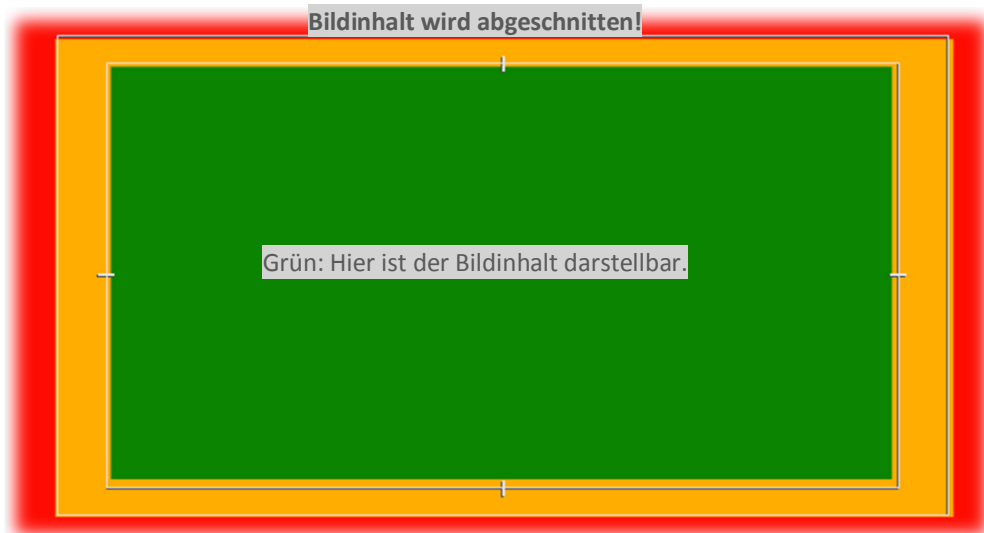 Bildinhalt wird abgeschnitten!
Grün: Hier ist der Bildinhalt darstellbar.